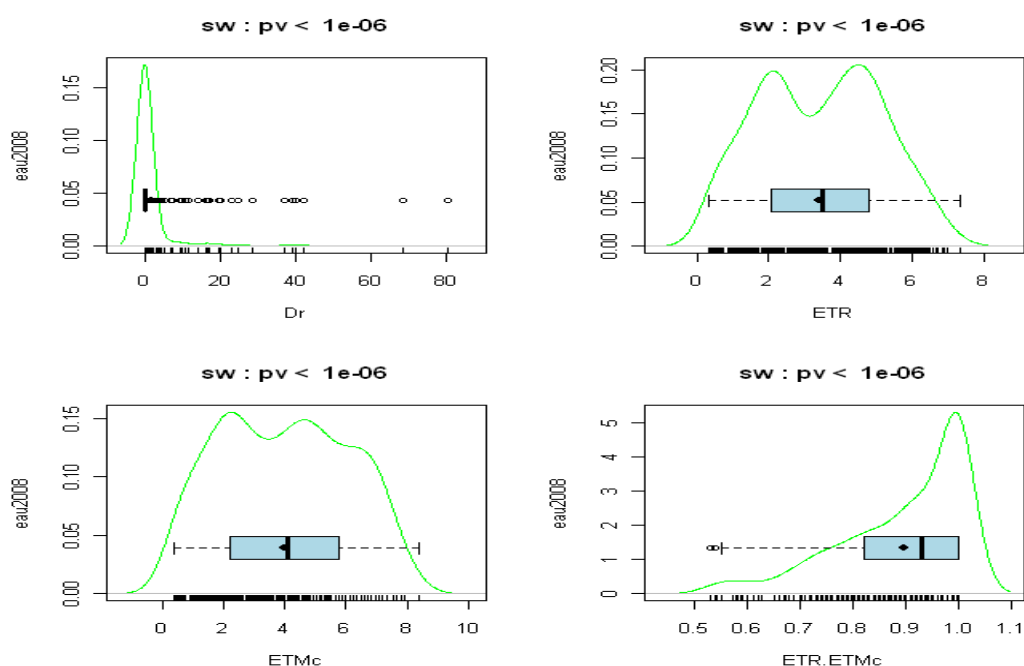 sw : pv < 1e-06
eau2008
0.00 0.05 0.10 0.15
0 20 40 60 80
Dr
sw : pv < 1e-06
eau2008
0.00 0.05 0.10 0.15 0.20
0 2 4 6 8
ETR
sw : pv < 1e-06
eau2008
0.00 0.05 0.10 0.15
0 2 4 6 8 10
ETMc
sw : pv < 1e-06
eau2008
0 1 2 3 4 5
0.5 0.6 0.7 0.8 0.9 1.0 1.1
ETR.ETMc